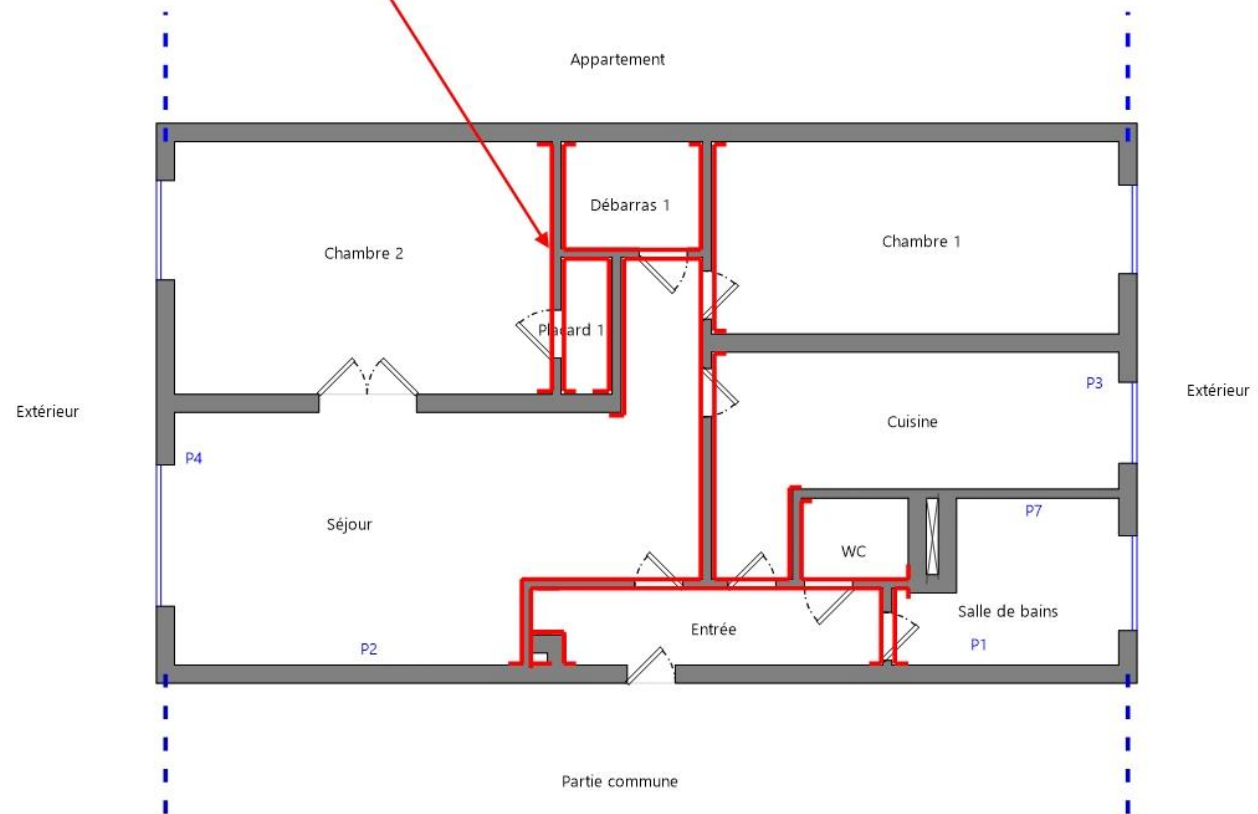 Appartement
Débarras 1
Chambre 2
Chambre 1
Placard 1
P3
Extérieur
Extérieur
Cuisine
P4
P7
Séjour
WC
Salle de bains
Entrée
P2
P1
Partie commune